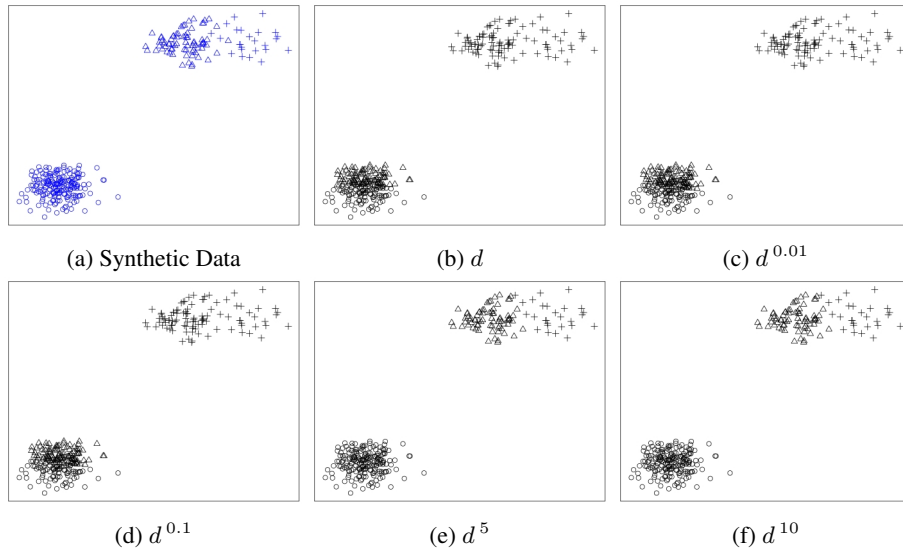 (a) Synthetic Data
(b) d
(c) d^0.01
(d) d^0.1
(e) d^5
(f) d^10